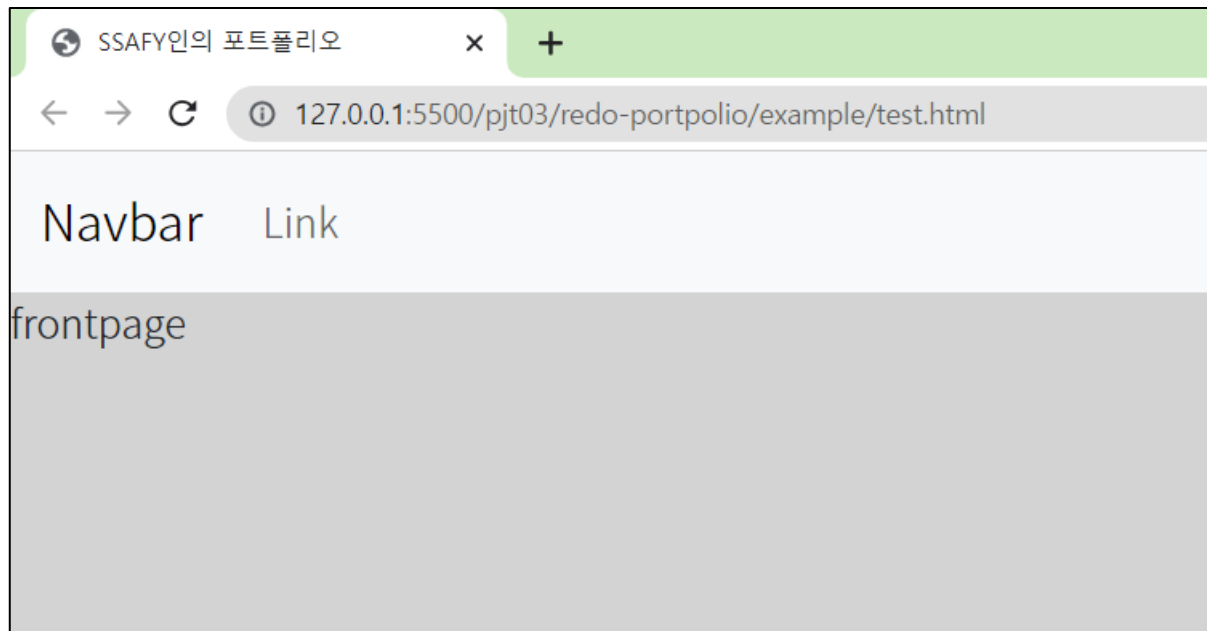 SSAFY인의 포트폴리오
127.0.0.1:5500/pjt03/redo-portpolio/example/test.html
Navbar Link
frontpage